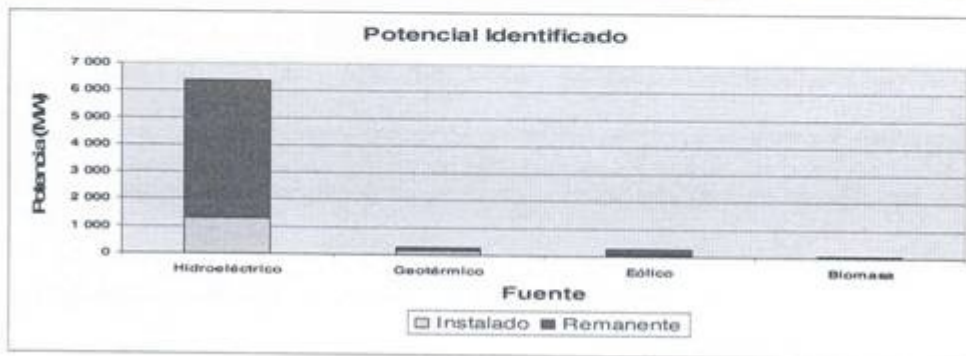 Potencial Identificado
Potencia (MW)
7 000
6 000
5 000
4 000
3 000
2 000
1 000
0
Hidroeléctrico Geotérmico Eólico Biomasa
Fuente
Instalado Remanente